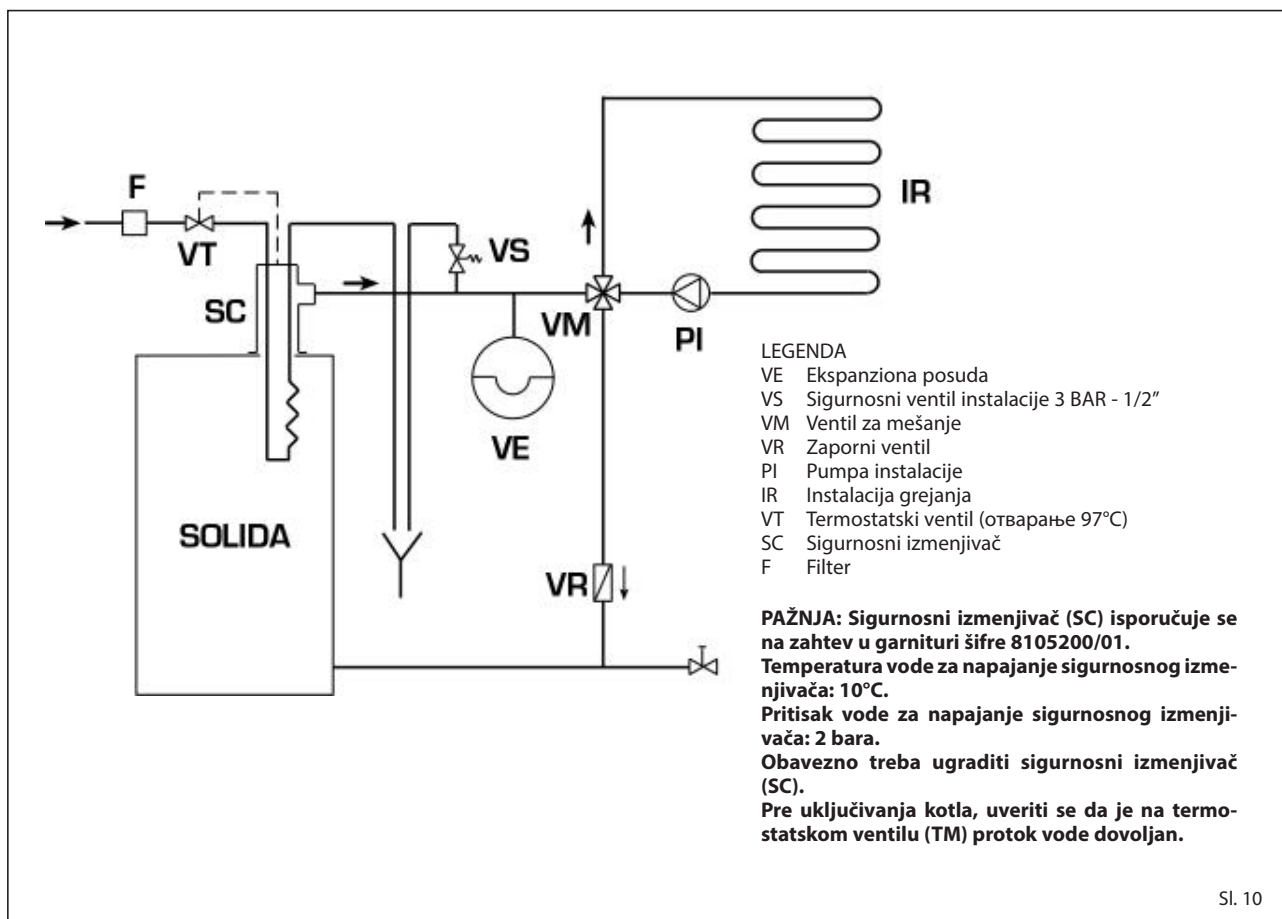 F
VT
VS
IR
SC
VM
PI
VE
SOLIDA
VR
LEGENDA
VE Ekspanziona posuda
VS Sigurnosni ventil instalacije 3 BAR - 1/2”
VM Ventil za mešanje
VR Zaporni ventil
PI Pumpa instalacije
IR Instalacija grejanja
VT Termostatski ventil (отварање 97°C)
SC Sigurnosni izmenjivač
F Filter
PAŽNJA: Sigurnosni izmenjivač (SC) isporučuje se
na zahtev u garnituri šifre 8105200/01.
Temperatura vode za napajanje sigurnosnog izme-
njivača: 10°C.
Pritisak vode za napajanje sigurnosnog izmenji-
vača: 2 bara.
Obavezno treba ugraditi sigurnosni izmenjivač
(SC).
Pre uključivanja kotla, uveriti se da je na termo-
statskom ventilu (TM) protok vode dovoljan.
Sl. 10